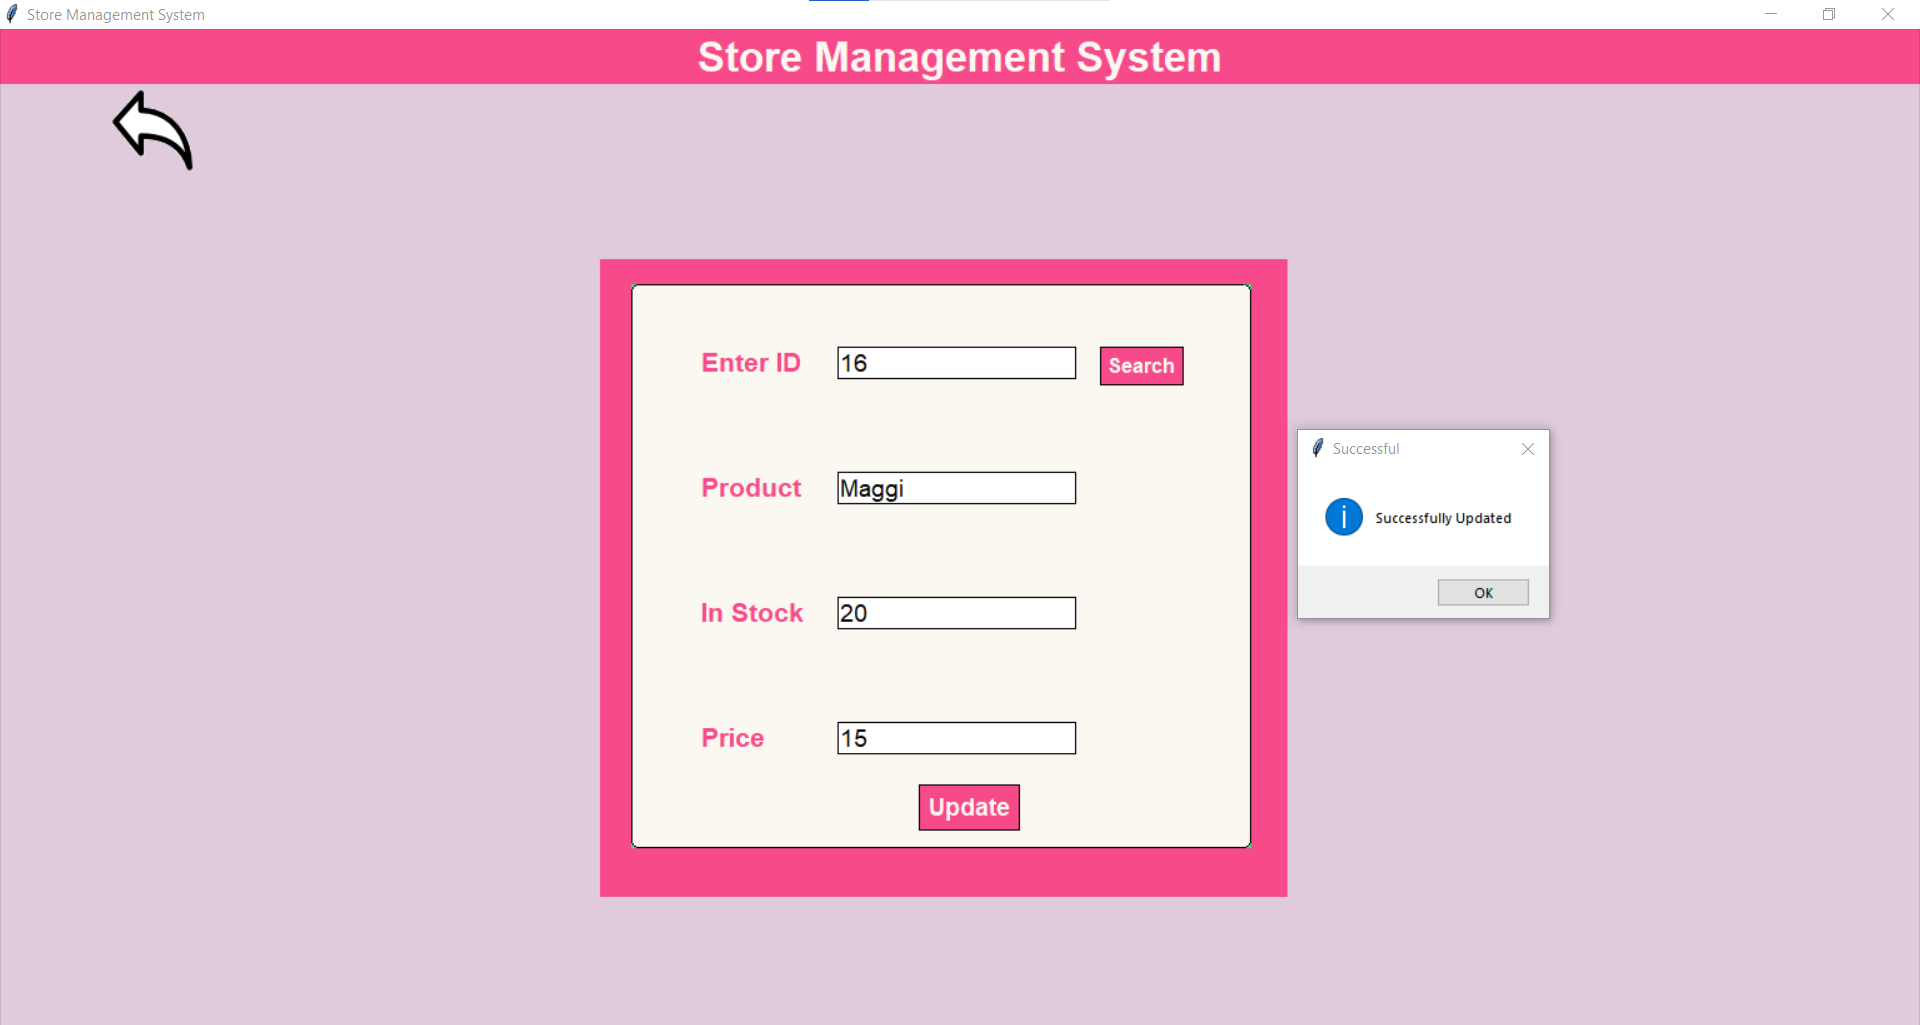 Store Management System
Store Management System
Enter ID 16 Search
Successful
Product Maggi
Successfully Updated
OK
In Stock 20
Price 15
Update